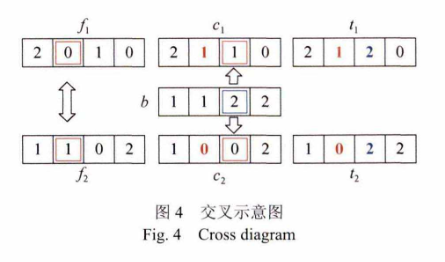 f₁ c₁ t₁
2 0 1 0 2 1 1 0 2 1 2 0
b 1 1 2 2
1 1 0 2 1 0 0 2 1 0 2 2
f₂ c₂ t₂
图 4 交叉示意图
Fig. 4 Cross diagram